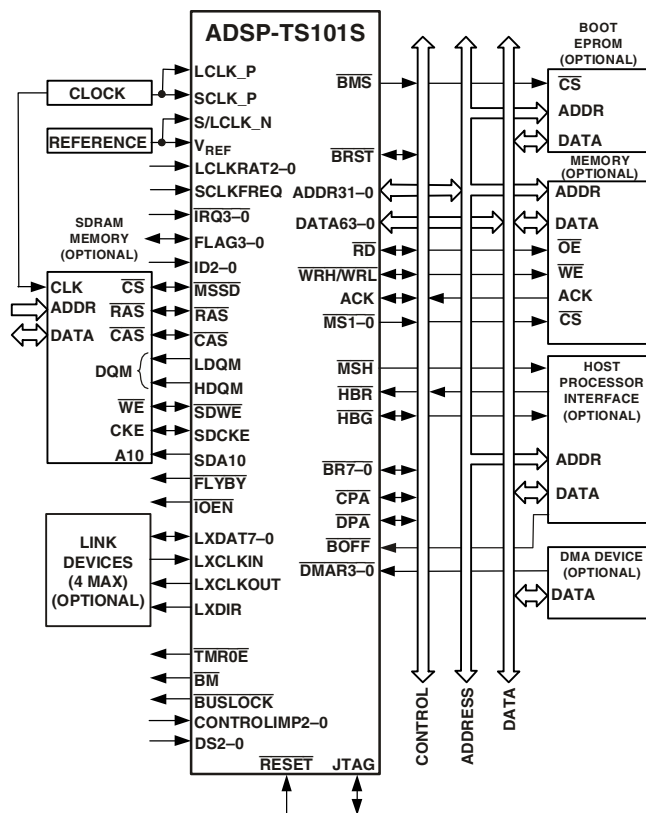 ADSP-TS101S
BOOT
EPROM
(OPTIONAL)
CLOCK
REFERENCE
LCLK_P
SCLK_P
S/LCLK_N
VREF
LCLKRAT2–0
SCLKFREQ
IRQ3–0
FLAG3–0
ID2–0
MSSD
RAS
CAS
LDQM
HDQM
SDWE
SDCKE
SDA10
FLYBY
IOEN
LXDAT7–0
LXCLKIN
LXCLKOUT
LXDIR
TMR0E
BM
BUSLOCK
CONTROLIMP2–0
DS2–0
RESET
JTAG
SDRAM
MEMORY
(OPTIONAL)
CLK
CS
ADDR
RAS
DATA
CAS
DQM
WE
CKE
A10
LINK
DEVICES
(4 MAX)
(OPTIONAL)
BMS
BRST
ADDR31–0
DATA63–0
RD
WRH/WRL
ACK
MS1–0
MSH
HBR
HBG
BR7–0
CPA
DPA
BOFF
DMAR3–0
CONTROL
ADDRESS
DATA
CS
ADDR
DATA
MEMORY
(OPTIONAL)
ADDR
DATA
OE
WE
ACK
CS
HOST
PROCESSOR
INTERFACE
(OPTIONAL)
ADDR
DATA
DMA DEVICE
(OPTIONAL)
DATA